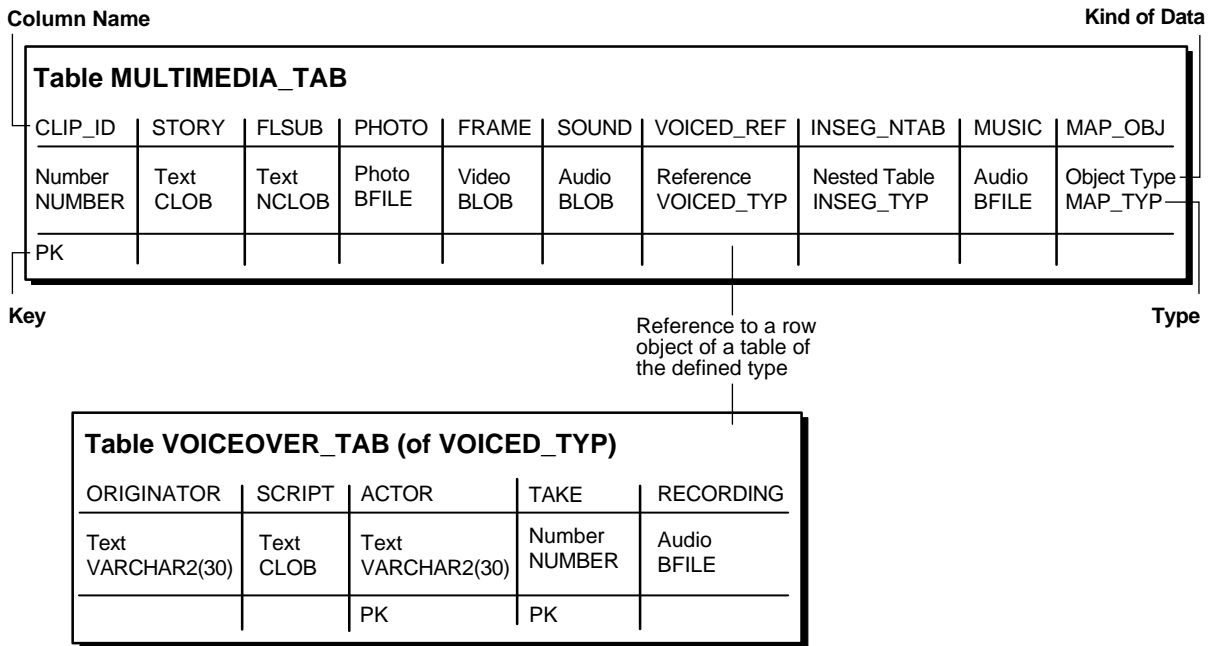 Column Name
Kind of Data
Table MULTIMEDIA_TAB
CLIP_ID STORY FLSUB PHOTO FRAME SOUND VOICED_REF INSEG_NTAB MUSIC MAP_OBJ
Number Text Text Photo Video Audio Reference Nested Table Audio Object Type
NUMBER CLOB NCLOB BFILE BLOB BLOB VOICED_TYP INSEG_TYP BFILE MAP_TYP
PK
Key
Type
Reference to a row
object of a table of
the defined type
Table VOICEOVER_TAB (of VOICED_TYP)
ORIGINATOR SCRIPT ACTOR TAKE RECORDING
Text Text Text Number Audio
VARCHAR2(30) CLOB VARCHAR2(30) NUMBER BFILE
PK PK